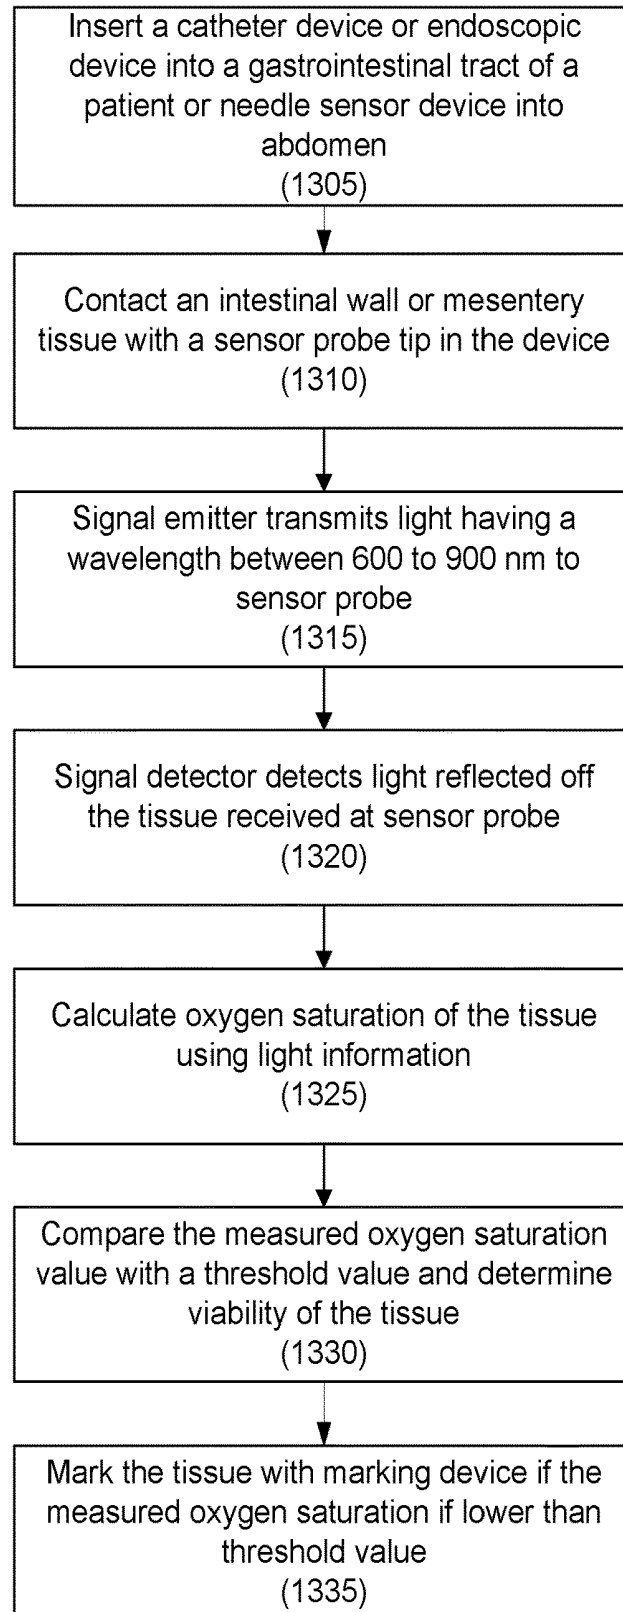 Insert a catheter device or endoscopic
device into a gastrointestinal tract of a
patient or needle sensor device into
abdomen
(1305)
Contact an intestinal wall or mesentery
tissue with a sensor probe tip in the device
(1310)
Signal emitter transmits light having a
wavelength between 600 to 900 nm to
sensor probe
(1315)
Signal detector detects light reflected off
the tissue received at sensor probe
(1320)
Calculate oxygen saturation of the tissue
using light information
(1325)
Compare the measured oxygen saturation
value with a threshold value and determine
viability of the tissue
(1330)
Mark the tissue with marking device if the
measured oxygen saturation if lower than
threshold value
(1335)